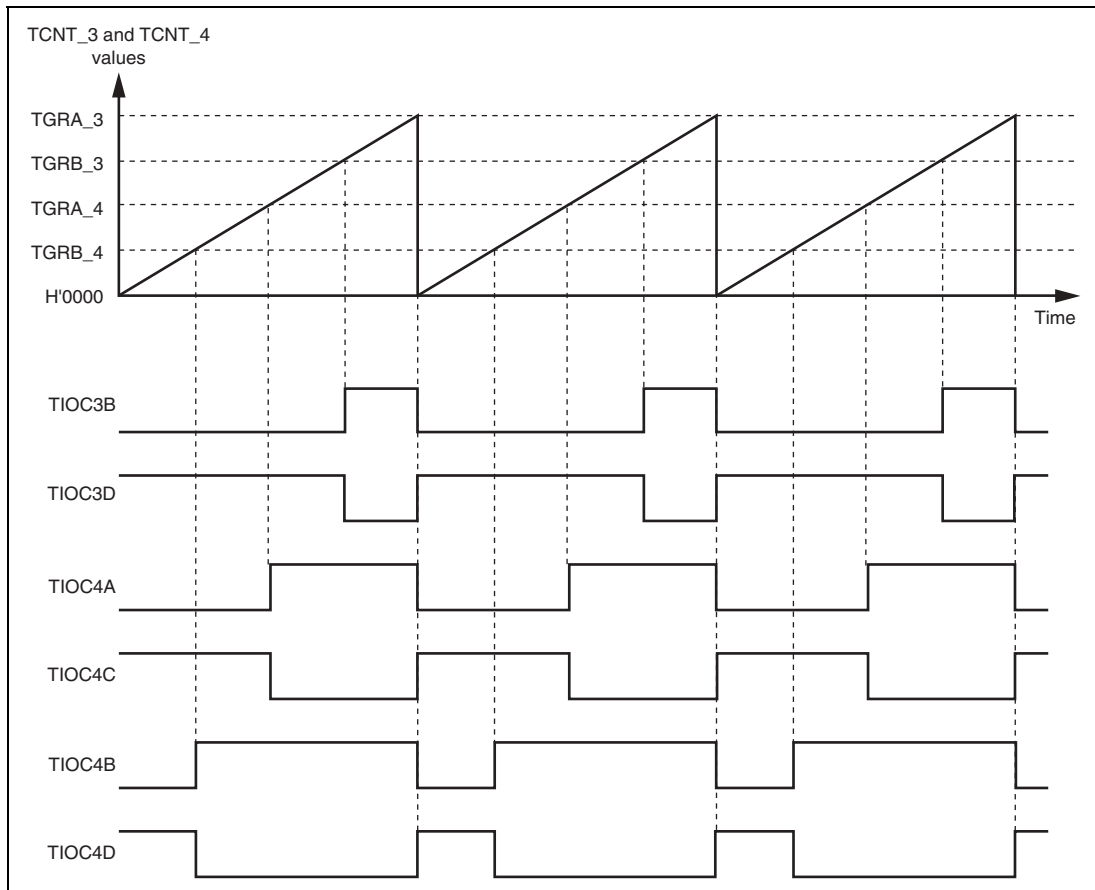 TCNT_3 and TCNT_4
values
TGRA_3
TGRB_3
TGRA_4
TGRB_4
H'0000
Time
TIOC3B
TIOC3D
TIOC4A
TIOC4C
TIOC4B
TIOC4D